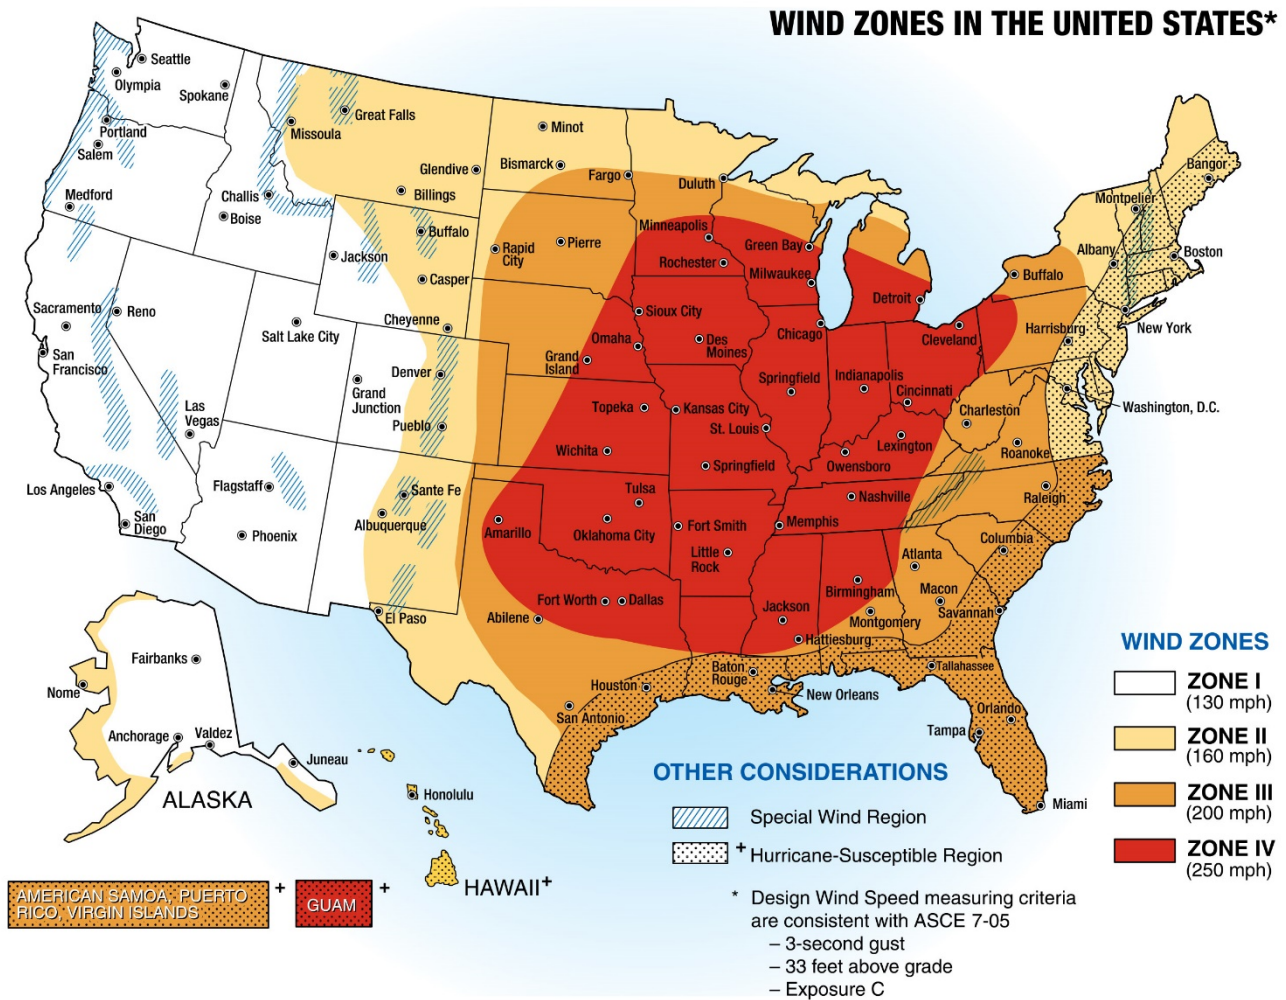 WIND ZONES IN THE UNITED STATES*
Seattle
Olympia
Spokane
Portland
Salem
Medford
Missoula
Great Falls
Challis
Boise
Glendive
Billings
Minot
Bismarck
Fargo
Duluth
Jackson
Buffalo
Casper
Cheyenne
Rapid
City
Pierre
Minneapolis
Rochester
Green Bay
Milwaukee
Detroit
Bangor
Montpelier
Albany
Boston
Buffalo
New York
Harrisburg
Washington, D.C.
Sacramento
Reno
San
Francisco
Salt Lake City
Las
Vegas
Grand
Junction
Denver
Pueblo
Sioux City
Omaha
Grand
Island
Des
Moines
Chicago
Cleveland
Springfield
Indianapolis
Cincinnati
Topeka
Kansas City
St. Louis
Wichita
Springfield
Owensboro
Lexington
Charleston
Roanoke
Raleigh
Los Angeles
San
Diego
Flagstaff
Phoenix
Sante Fe
Albuquerque
El Paso
Amarillo
Tulsa
Oklahoma City
Fort Smith
Little
Rock
Memphis
Nashville
Fort Worth
Dallas
Abilene
Jackson
Hattiesburg
Birmingham
Montgomery
Atlanta
Macon
Columbia
Savannah
Houston
San Antonio
Baton
Rouge
New Orleans
Tallahassee
Orlando
Tampa
Miami
Fairbanks
Nome
Anchorage
Valdez
Juneau
ALASKA
Honolulu
HAWAII+
AMERICAN SAMOA, PUERTO
RICO, VIRGIN ISLANDS
+
GUAM
+
WIND ZONES
ZONE I
(130 mph)
ZONE II
(160 mph)
ZONE III
(200 mph)
ZONE IV
(250 mph)
OTHER CONSIDERATIONS
Special Wind Region
+ Hurricane-Susceptible Region
* Design Wind Speed measuring criteria
are consistent with ASCE 7-05
– 3-second gust
– 33 feet above grade
– Exposure C